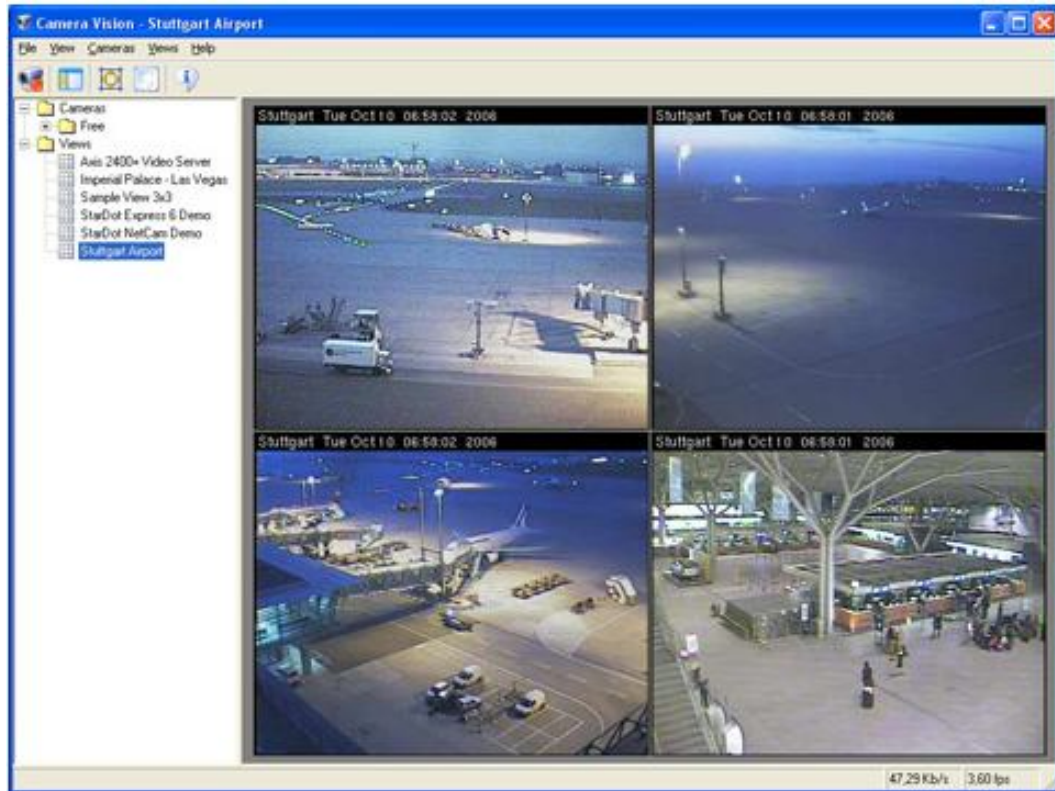 Camera Vision - Stuttgart Airport
File View Cameras Views Help
Cameras
Free
Views
Axis 2400+ Video Server
Imperial Palace - Las Vegas
Sample View 3x3
StarDot Express 6 Demo
StarDot NetCam Demo
Stuttgart Airport
Stuttgart Tue Oct 10 06:58:02 2006
Stuttgart Tue Oct 10 06:58:01 2006
Stuttgart Tue Oct 10 06:58:02 2006
Stuttgart Tue Oct 10 06:58:01 2006
47,29 Kb/s 3,60 fps